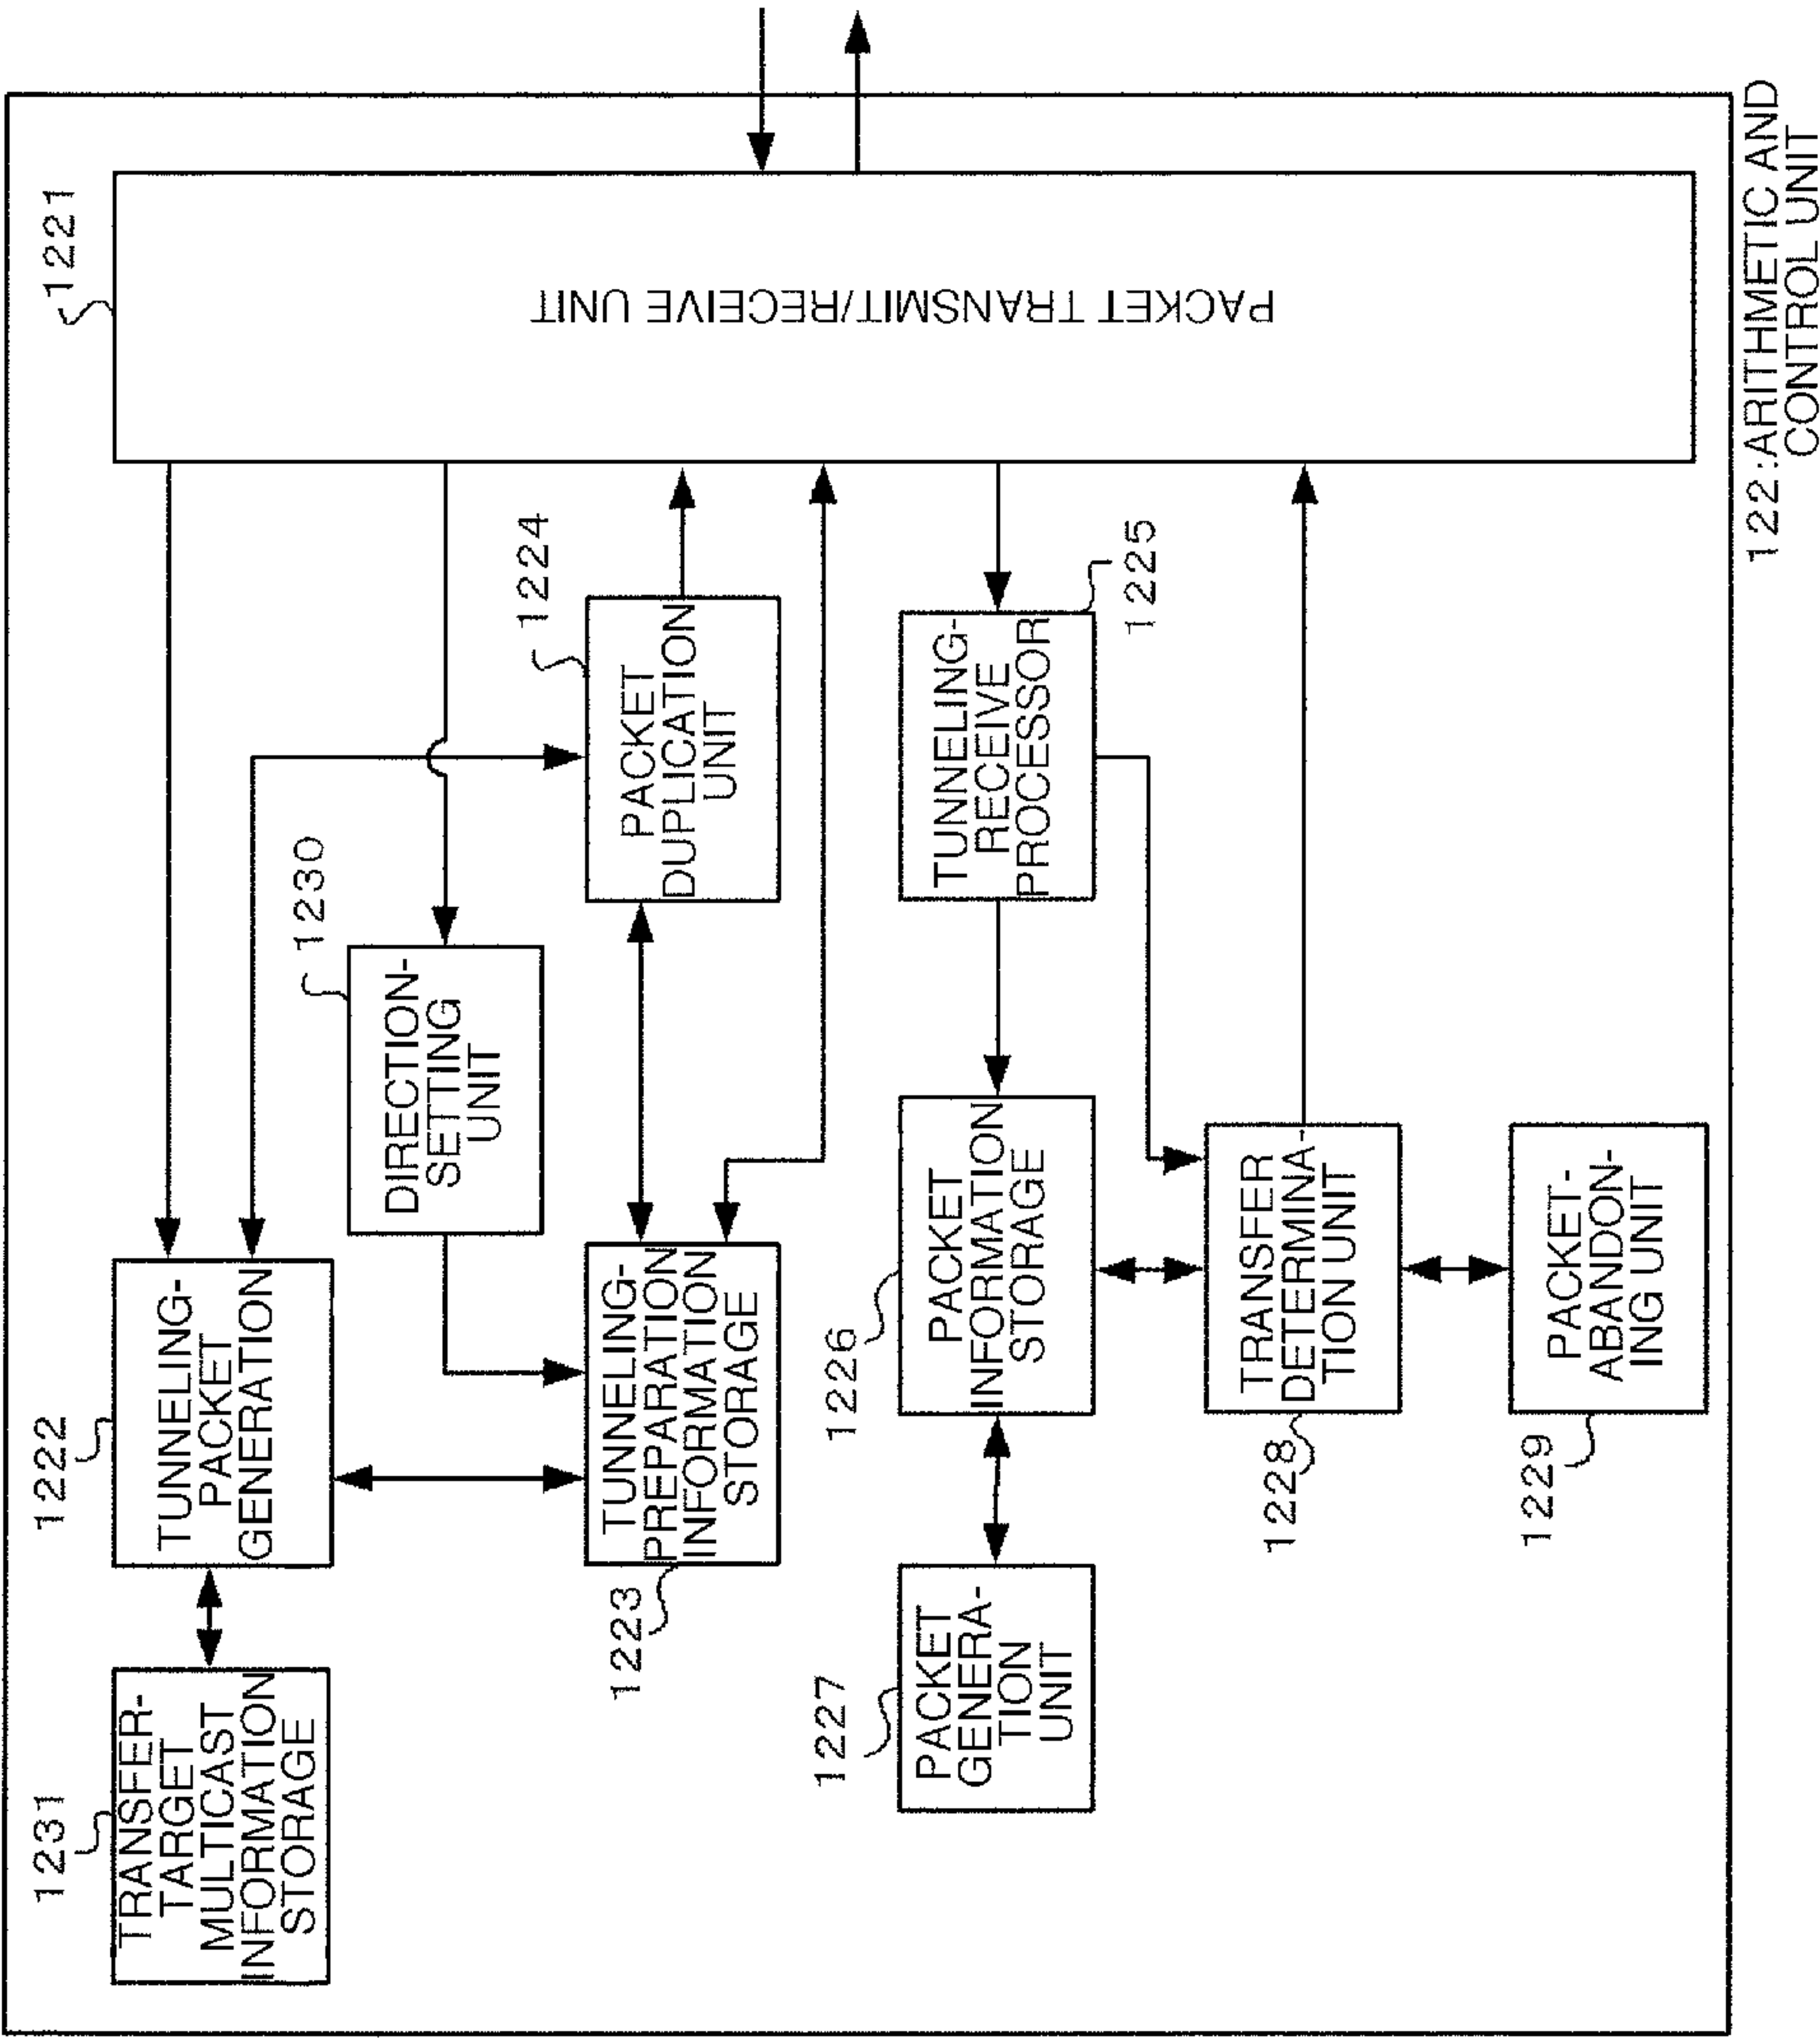 1231
TRANSFER-
TARGET
MULTICAST
INFORMATION
STORAGE
1222
TUNNELING-
PACKET
GENERATION
1230
DIRECTION-
SETTING
UNIT
1221
PACKET TRANSMIT/RECEIVE UNIT
1223
TUNNELING-
PREPARATION
INFORMATION
STORAGE
1224
PACKET
DUPLICATION
UNIT
1227
PACKET
GENERA-
TION
UNIT
1226
PACKET
INFORMATION
STORAGE
TUNNELING-
RECEIVE
PROCESSOR
1225
1228
TRANSFER
DETERMINA-
TION UNIT
1229
PACKET-
ABANDON-
ING UNIT
122:ARITHMETIC AND
CONTROL UNIT